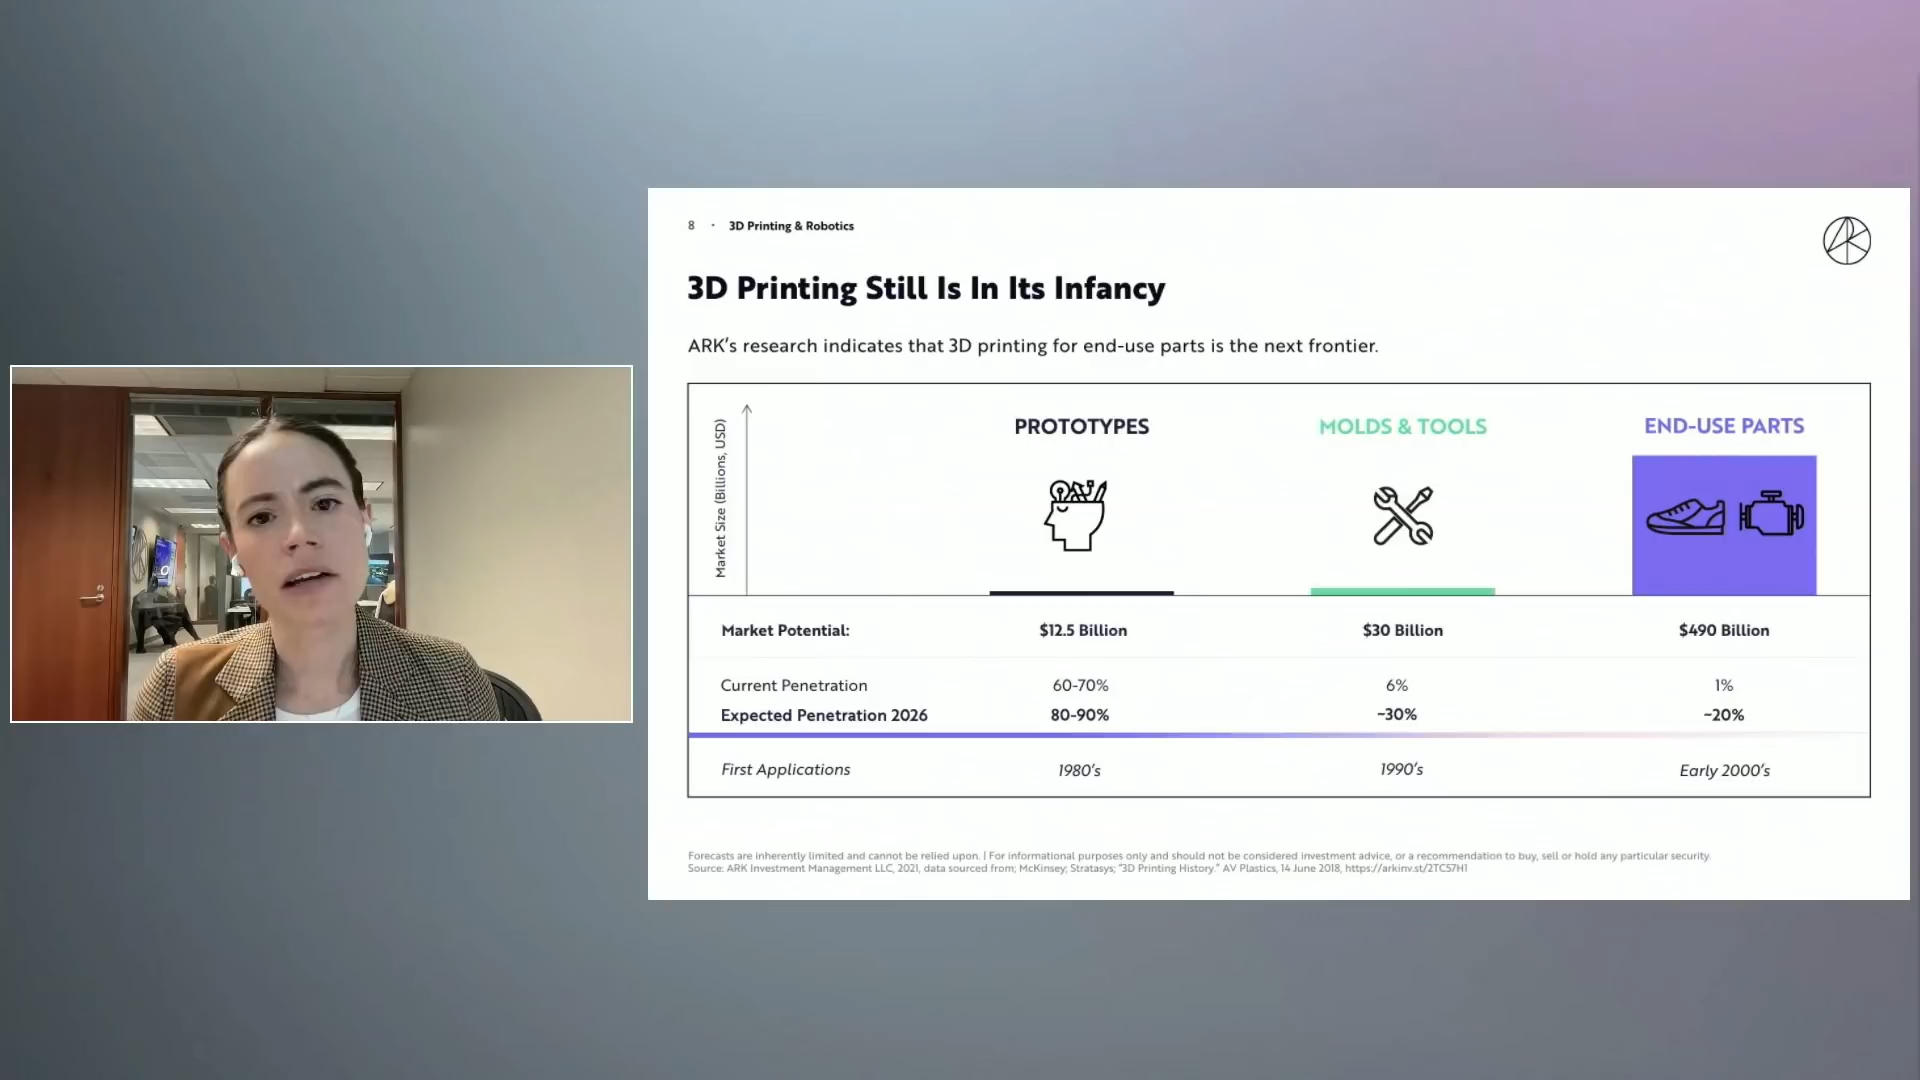 8 · 3D Printing & Robotics
3D Printing Still Is In Its Infancy
ARK's research indicates that 3D printing for end-use parts is the next frontier.
Market Size (Billions, USD)
PROTOTYPES MOLDS & TOOLS END-USE PARTS
Market Potential: $12.5 Billion $30 Billion $490 Billion
Current Penetration 60-70% 6% 1%
Expected Penetration 2026 80-90% ~30% ~20%
First Applications 1980's 1990's Early 2000's
Forecasts are inherently limited and cannot be relied upon. | For informational purposes only and should not be considered investment advice, or a recommendation to buy, sell or hold any particular security.
Source: ARK Investment Management LLC, 2021, data sourced from; McKinsey; Stratasys; "3D Printing History." AV Plastics, 14 June 2018, https://arkinv.st/2TC57H1